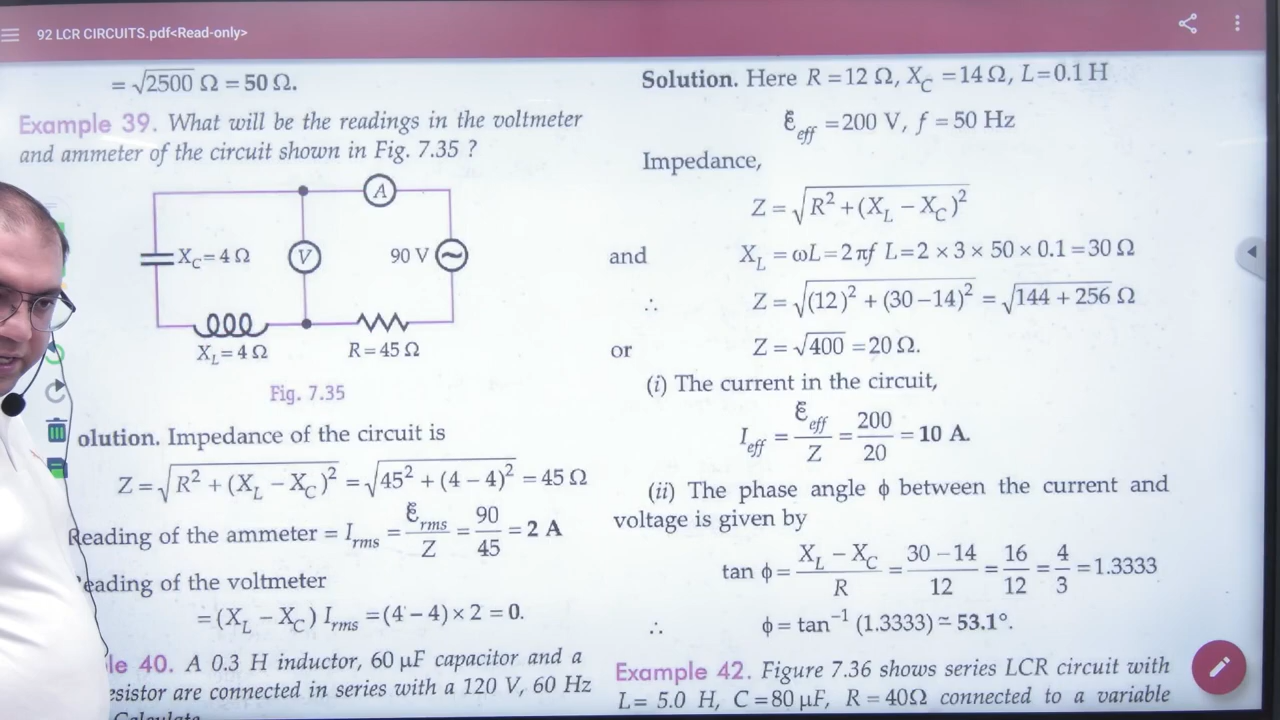 92 LCR CIRCUITS.pdf<Read-only>
= √2500 Ω = 50 Ω.
Example 39. What will be the readings in the voltmeter
and ammeter of the circuit shown in Fig. 7.35 ?
A
X_C = 4 Ω
V
90 V
X_L = 4 Ω
R = 45 Ω
Fig. 7.35
olution. Impedance of the circuit is
Z = √(R² + (X_L − X_C)²) = √(45² + (4 − 4)²) = 45 Ω
Reading of the ammeter = I_rms = ℰ_rms / Z = 90 / 45 = 2 A
eading of the voltmeter
= (X_L − X_C) I_rms = (4 − 4) × 2 = 0.
le 40. A 0.3 H inductor, 60 μF capacitor and a
esistor are connected in series with a 120 V, 60 Hz
Solution. Here R = 12 Ω, X_C = 14 Ω, L = 0.1 H
ℰ_eff = 200 V, f = 50 Hz
Impedance,
Z = √(R² + (X_L − X_C)²)
and X_L = ωL = 2 πf L = 2 × 3 × 50 × 0.1 = 30 Ω
∴ Z = √((12)² + (30 − 14)²) = √(144 + 256) Ω
or Z = √400 = 20 Ω.
(i) The current in the circuit,
I_eff = ℰ_eff / Z = 200 / 20 = 10 A.
(ii) The phase angle ϕ between the current and
voltage is given by
tan ϕ = (X_L − X_C) / R = (30 − 14) / 12 = 16 / 12 = 4 / 3 = 1.3333
∴ ϕ = tan⁻¹ (1.3333) ≃ 53.1°.
Example 42. Figure 7.36 shows series LCR circuit with
L = 5.0 H, C = 80 μF, R = 40Ω connected to a variable